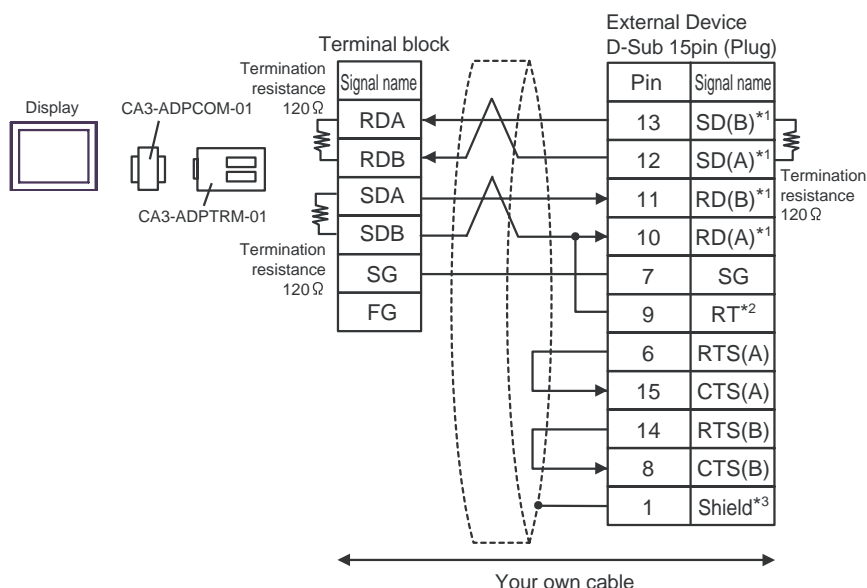 External Device
D-Sub 15pin (Plug)
Terminal block
Termination
resistance
120Ω
Display
CA3-ADPCOM-01
CA3-ADPTRM-01
Termination
resistance
120Ω
Signal name
RDA
RDB
SDA
SDB
SG
FG
Pin Signal name
13 SD(B)*1
12 SD(A)*1
11 RD(B)*1
10 RD(A)*1
7 SG
9 RT*2
6 RTS(A)
15 CTS(A)
14 RTS(B)
8 CTS(B)
1 Shield*3
Termination
resistance
120Ω
Your own cable